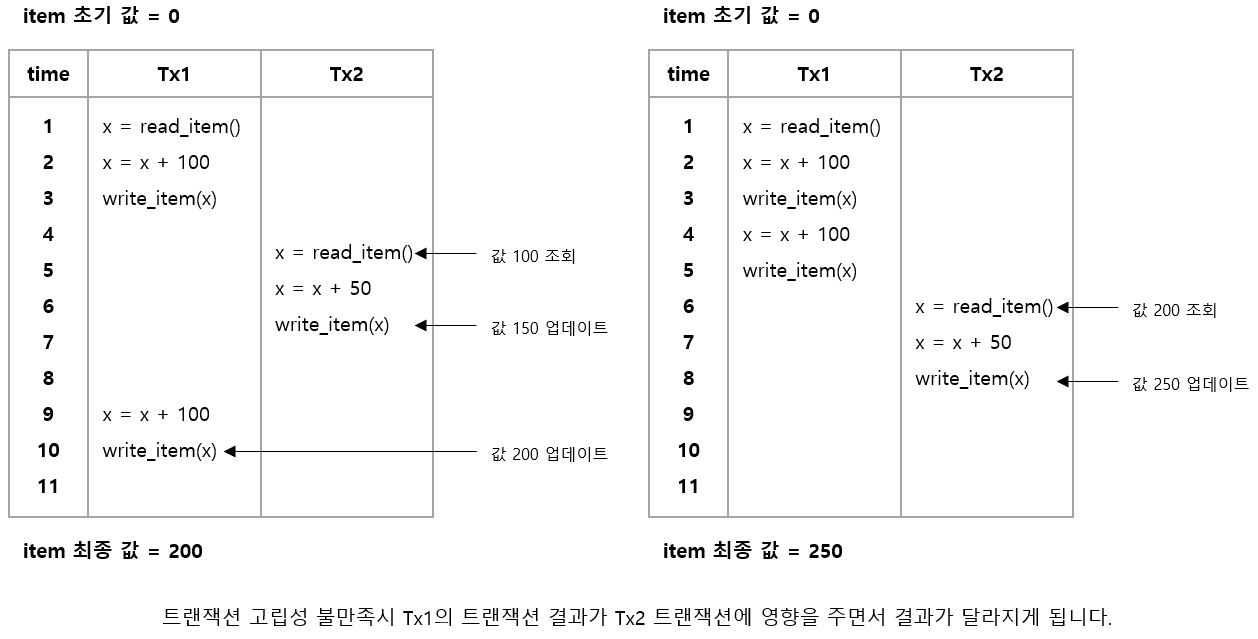 item 초기 값 = 0
time Tx1 Tx2
1 x = read_item()
2 x = x + 100
3 write_item(x)
4
x = read_item() 값 100 조회
5
x = x + 50
6
write_item(x) 값 150 업데이트
7
8
9 x = x + 100
10 write_item(x) 값 200 업데이트
11
item 최종 값 = 200
item 초기 값 = 0
time Tx1 Tx2
1 x = read_item()
2 x = x + 100
3 write_item(x)
4 x = x + 100
5 write_item(x)
6 x = read_item() 값 200 조회
7 x = x + 50
8 write_item(x) 값 250 업데이트
9
10
11
item 최종 값 = 250
트랜잭션 고립성 불만족시 Tx1의 트랜잭션 결과가 Tx2 트랜잭션에 영향을 주면서 결과가 달라지게 됩니다.